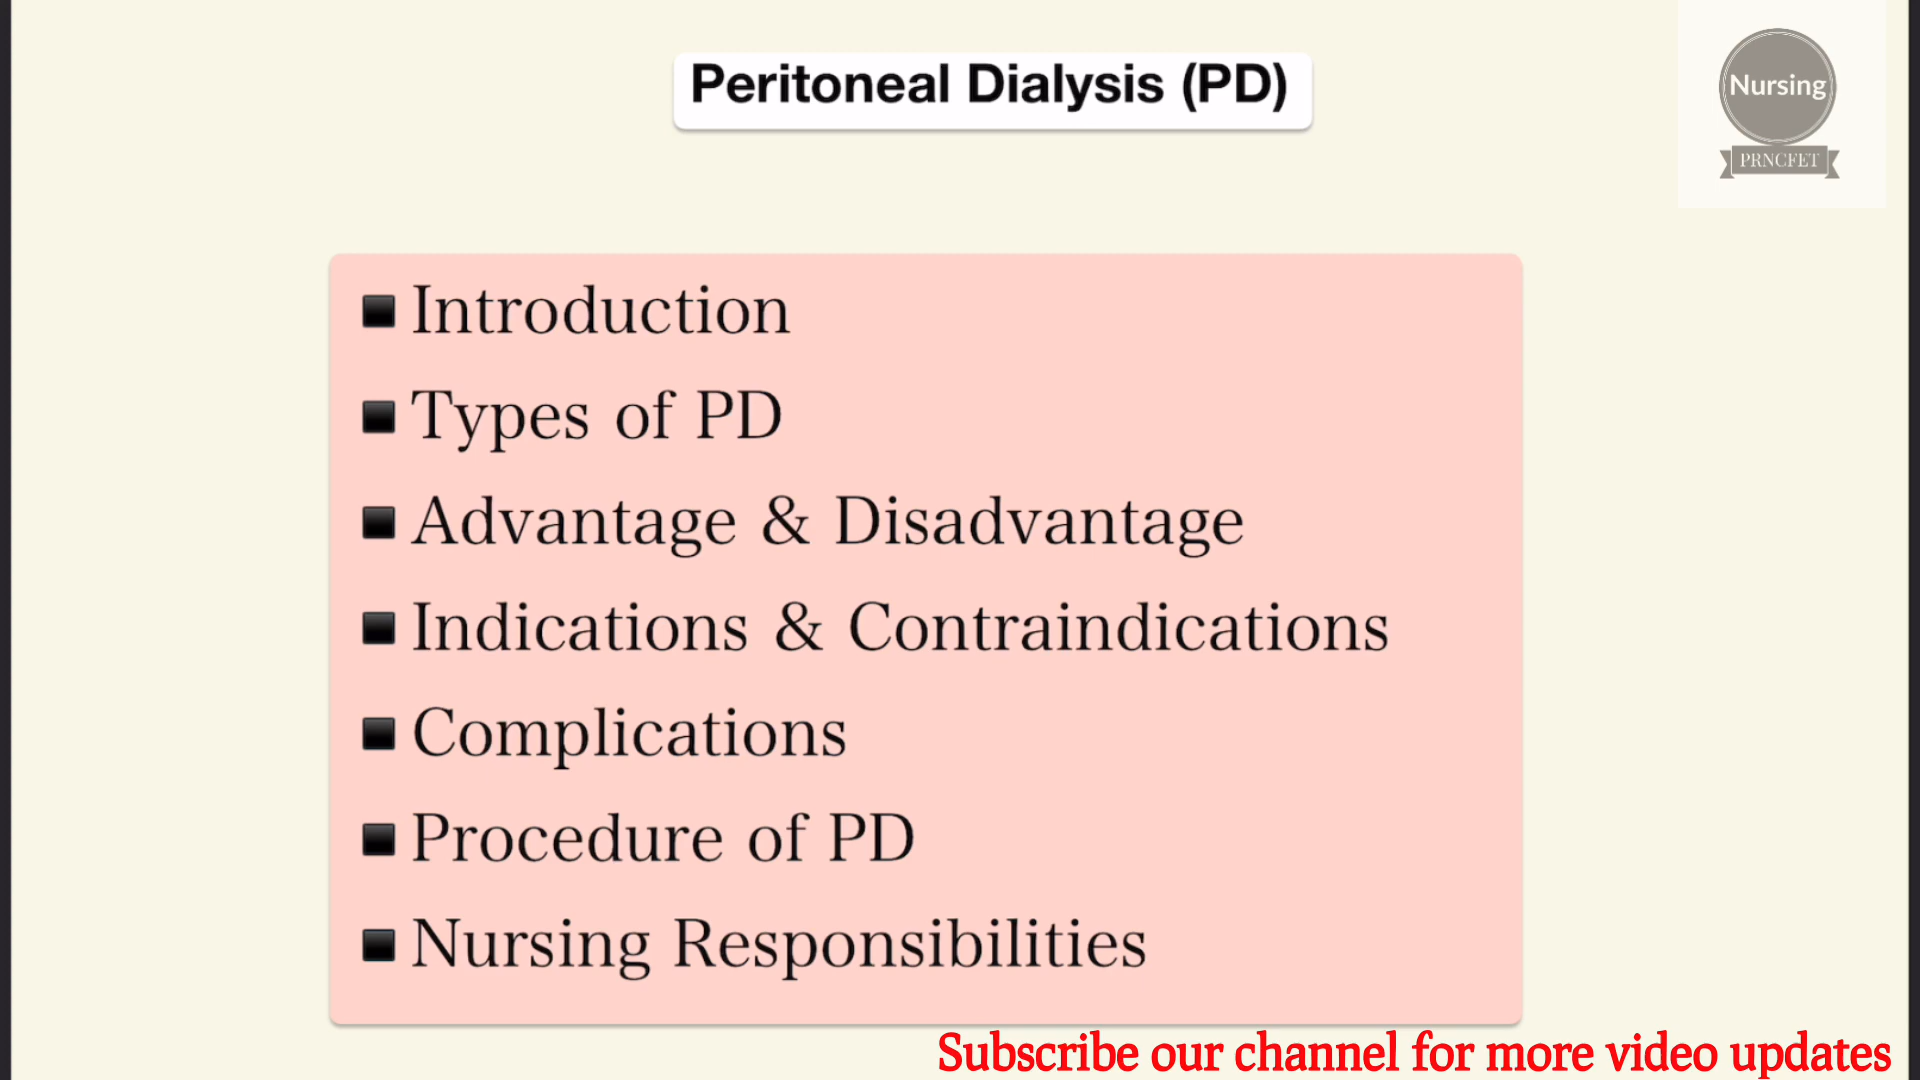 Peritoneal Dialysis (PD)
Nursing
PRNCFET
Introduction
Types of PD
Advantage & Disadvantage
Indications & Contraindications
Complications
Procedure of PD
Nursing Responsibilities
Subscribe our channel for more video updates